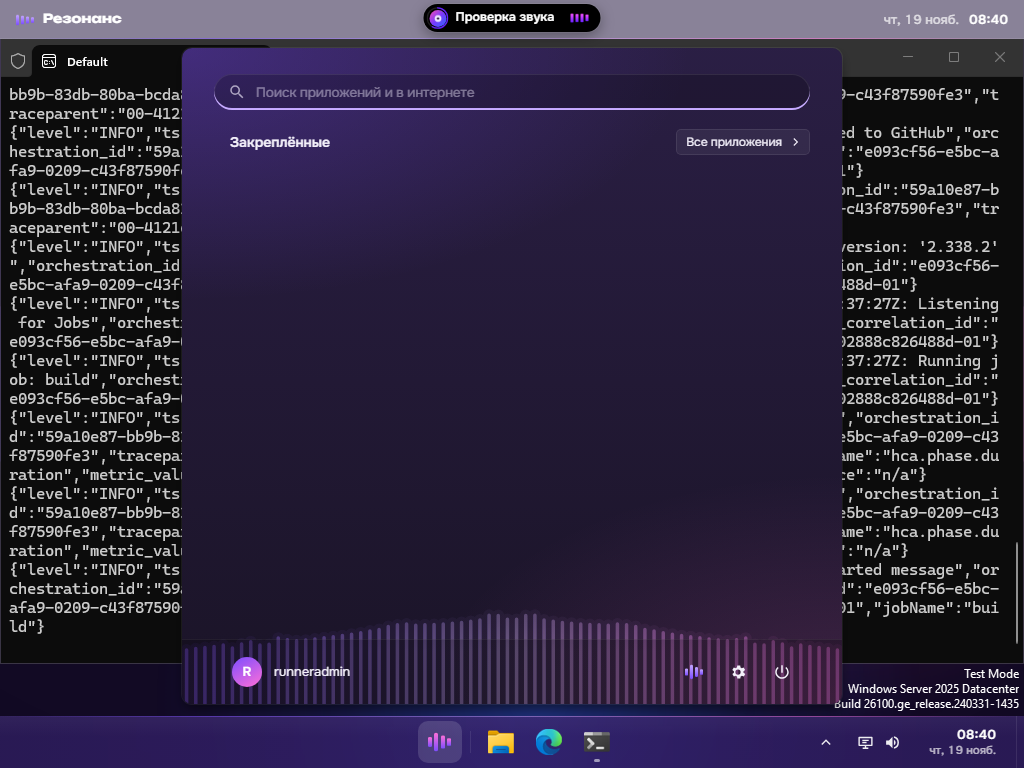 Резонанс
Проверка звука
чт, 19 нояб. 08:40
Default
bb9b-83db-80ba-bcda8 9-c43f87590fe3","t
raceparent":"00-412
{"level":"INFO","ts ed to GitHub","orc
hestration_id":"59a :"e093cf56-e5bc-a
fa9-0209-c43f87590f
{"level":"INFO","ts on_id":"59a10e87-b
b9b-83db-80ba-bcda8 c43f87590fe3","tr
aceparent":"00-4121
{"level":"INFO","ts version: '2.338.2'
","orchestration_id ion_id":"e093cf56-
e5bc-afa9-0209-c43f 488d-01"}
{"level":"INFO","ts :37:27Z: Listening
for Jobs","orchest _correlation_id":"
e093cf56-e5bc-afa9- 02888c826488d-01"}
{"level":"INFO","ts :37:27Z: Running j
ob: build","orchest _correlation_id":"
e093cf56-e5bc-afa9- 02888c826488d-01"}
{"level":"INFO","ts ,"orchestration_i
d":"59a10e87-bb9b-8 e5bc-afa9-0209-c43
f87590fe3","tracepa ame":"hca.phase.du
ration","metric_val ce":"n/a"}
{"level":"INFO","ts ,"orchestration_i
d":"59a10e87-bb9b-8 e5bc-afa9-0209-c43
f87590fe3","tracepa ame":"hca.phase.du
ration","metric_val :"n/a"}
{"level":"INFO","ts arted message","or
chestration_id":"59 d":"e093cf56-e5bc-
afa9-0209-c43f87590 01","jobName":"bui
ld"}
Поиск приложений и в интернете
Закреплённые
Все приложения
R
runneradmin
Test Mode
Windows Server 2025 Datacenter
Build 26100.ge_release.240331-1435
08:40
чт, 19 нояб.